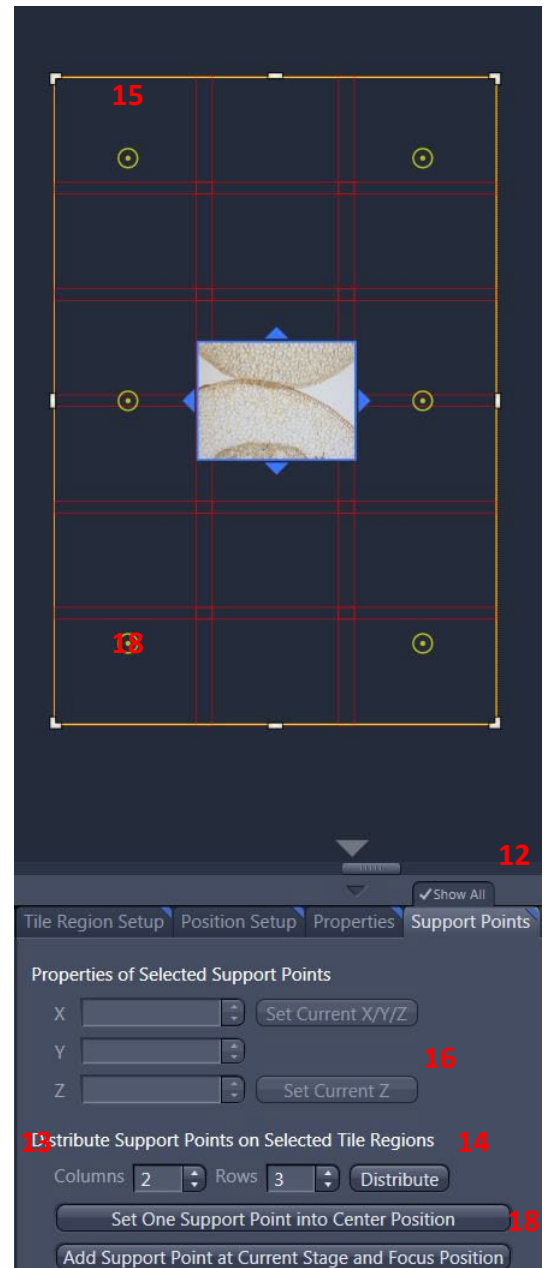 15
18
12
✓Show All
Tile Region Setup Position Setup Properties Support Points
Properties of Selected Support Points
X Set Current X/Y/Z
Y
16
Z Set Current Z
13
Distribute Support Points on Selected Tile Regions 14
Columns 2 Rows 3 Distribute
Set One Support Point into Center Position 18
Add Support Point at Current Stage and Focus Position